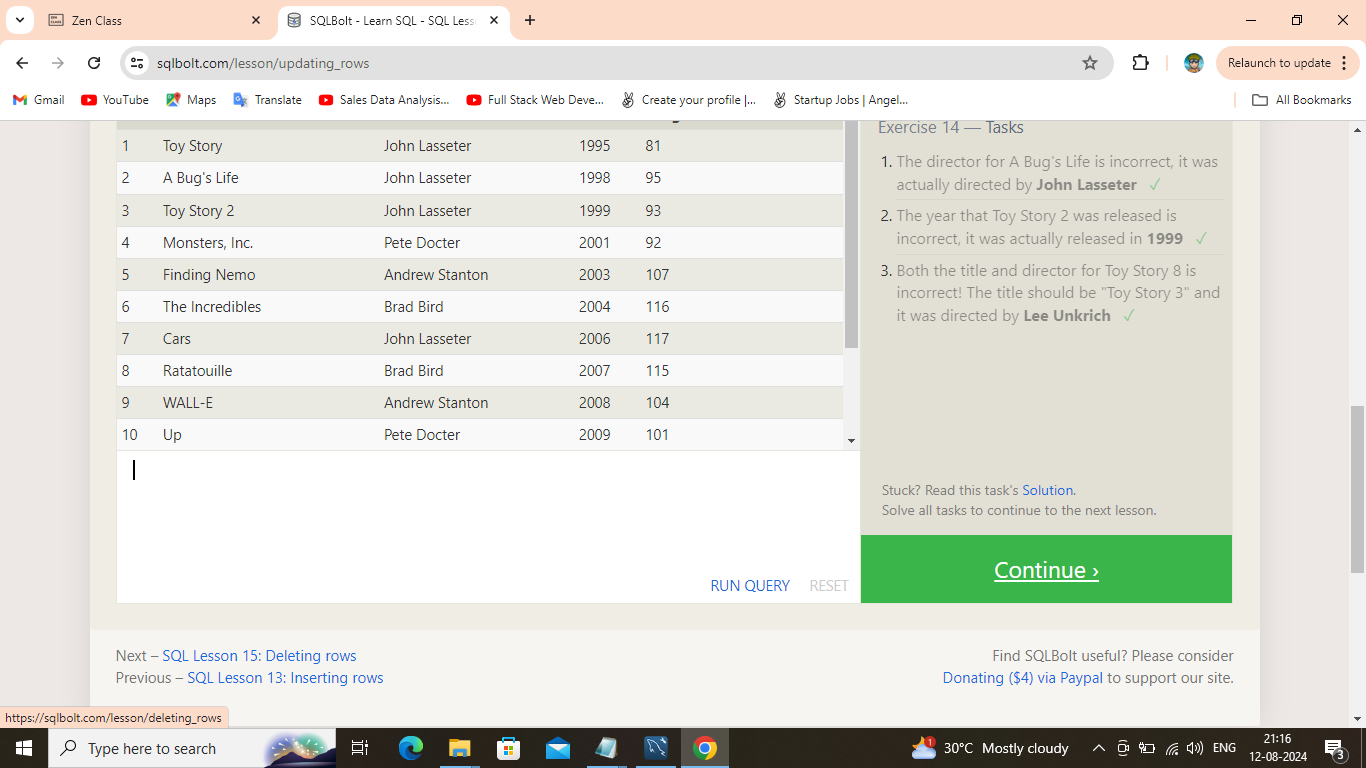 Zen Class
SQLBolt - Learn SQL - SQL Less
sqlbolt.com/lesson/updating_rows
Relaunch to update
Gmail YouTube Maps Translate Sales Data Analysis... Full Stack Web Deve... Create your profile |... Startup Jobs | Angel... All Bookmarks
1 Toy Story John Lasseter 1995 81
2 A Bug's Life John Lasseter 1998 95
3 Toy Story 2 John Lasseter 1999 93
4 Monsters, Inc. Pete Docter 2001 92
5 Finding Nemo Andrew Stanton 2003 107
6 The Incredibles Brad Bird 2004 116
7 Cars John Lasseter 2006 117
8 Ratatouille Brad Bird 2007 115
9 WALL-E Andrew Stanton 2008 104
10 Up Pete Docter 2009 101
RUN QUERY RESET
Exercise 14 — Tasks
1. The director for A Bug's Life is incorrect, it was
actually directed by John Lasseter ✓
2. The year that Toy Story 2 was released is
incorrect, it was actually released in 1999 ✓
3. Both the title and director for Toy Story 8 is
incorrect! The title should be "Toy Story 3" and
it was directed by Lee Unkrich ✓
Stuck? Read this task's Solution.
Solve all tasks to continue to the next lesson.
Continue ›
Next – SQL Lesson 15: Deleting rows
Previous – SQL Lesson 13: Inserting rows
Find SQLBolt useful? Please consider
Donating ($4) via Paypal to support our site.
https://sqlbolt.com/lesson/deleting_rows
Type here to search
1
30°C Mostly cloudy
ENG
21:16
12-08-2024
3